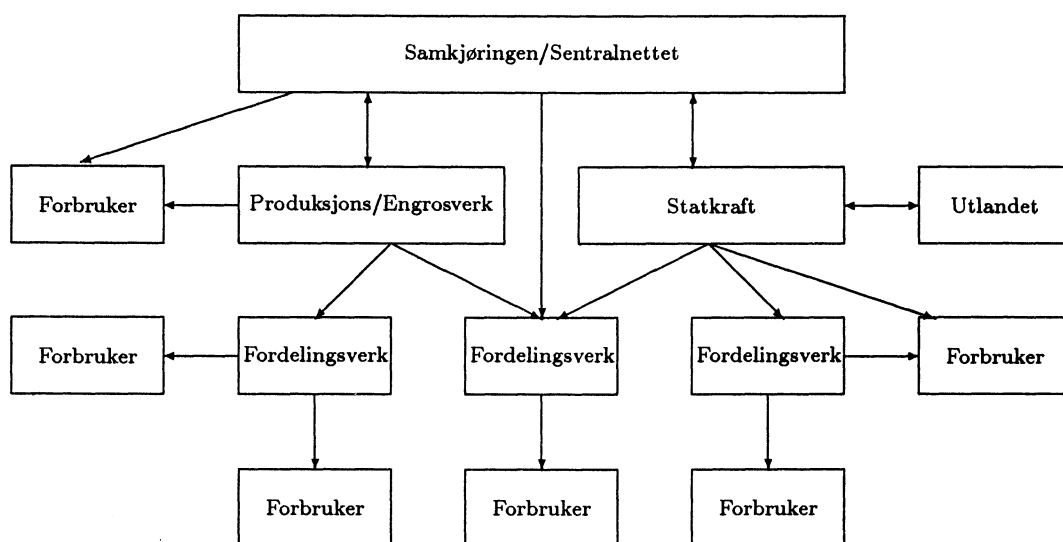 Samkjøringen/Sentralnettet
Forbruker
Produksjons/Engrosverk
Statkraft
Utlandet
Forbruker
Fordelingsverk
Fordelingsverk
Fordelingsverk
Forbruker
Forbruker
Forbruker
Forbruker